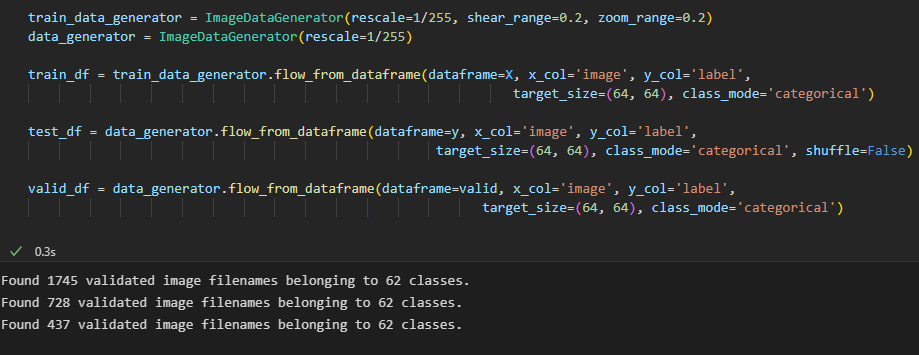 train_data_generator = ImageDataGenerator(rescale=1/255, shear_range=0.2, zoom_range=0.2)
data_generator = ImageDataGenerator(rescale=1/255)
train_df = train_data_generator.flow_from_dataframe(dataframe=X, x_col='image', y_col='label',
target_size=(64, 64), class_mode='categorical')
test_df = data_generator.flow_from_dataframe(dataframe=y, x_col='image', y_col='label',
target_size=(64, 64), class_mode='categorical', shuffle=False)
valid_df = data_generator.flow_from_dataframe(dataframe=valid, x_col='image', y_col='label',
target_size=(64, 64), class_mode='categorical')
0.3s
Found 1745 validated image filenames belonging to 62 classes.
Found 728 validated image filenames belonging to 62 classes.
Found 437 validated image filenames belonging to 62 classes.